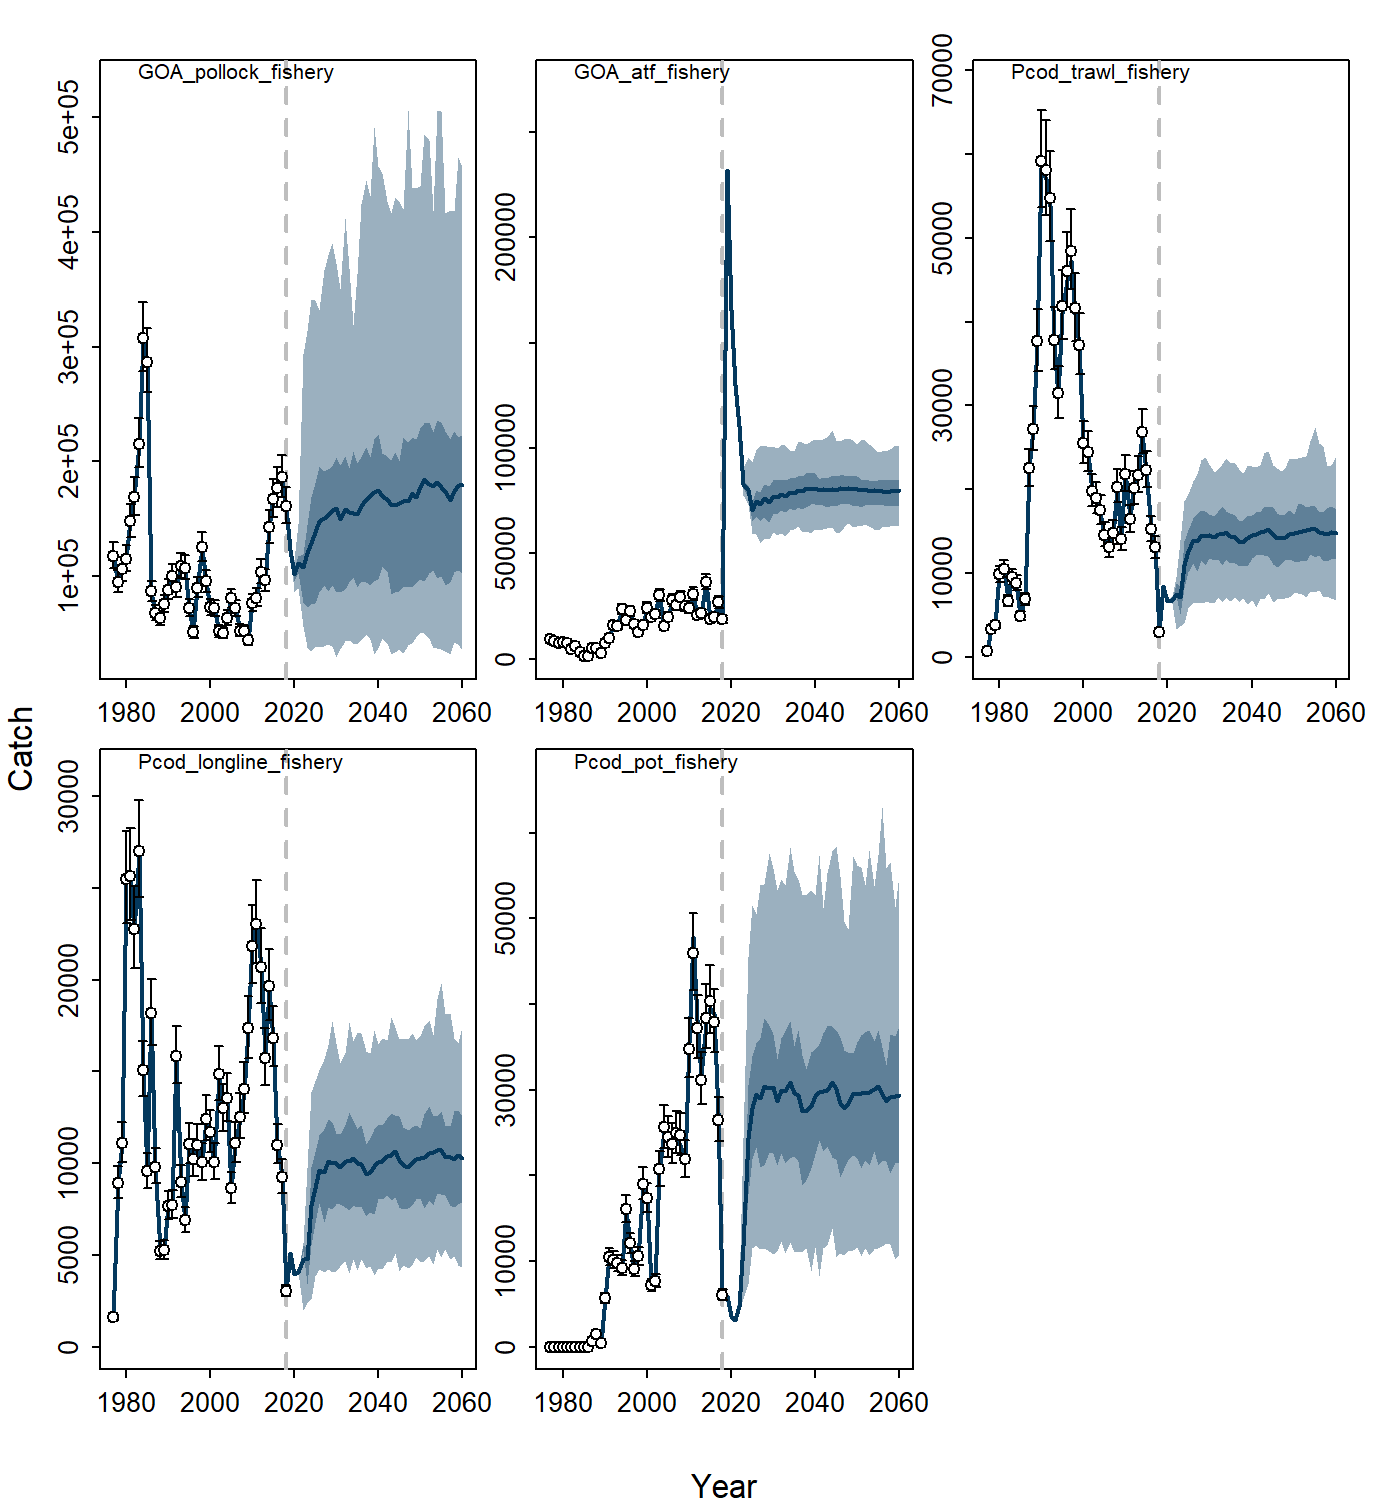 GOA_pollock_fishery
1e+05 2e+05 3e+05 4e+05 5e+05
1980 2000 2020 2040 2060
GOA_atf_fishery
0 50000 100000 200000
1980 2000 2020 2040 2060
Pcod_trawl_fishery
0 10000 30000 50000 70000
1980 2000 2020 2040 2060
Catch
Pcod_longline_fishery
0 5000 10000 20000 30000
1980 2000 2020 2040 2060
Pcod_pot_fishery
0 10000 30000 50000
1980 2000 2020 2040 2060
Year